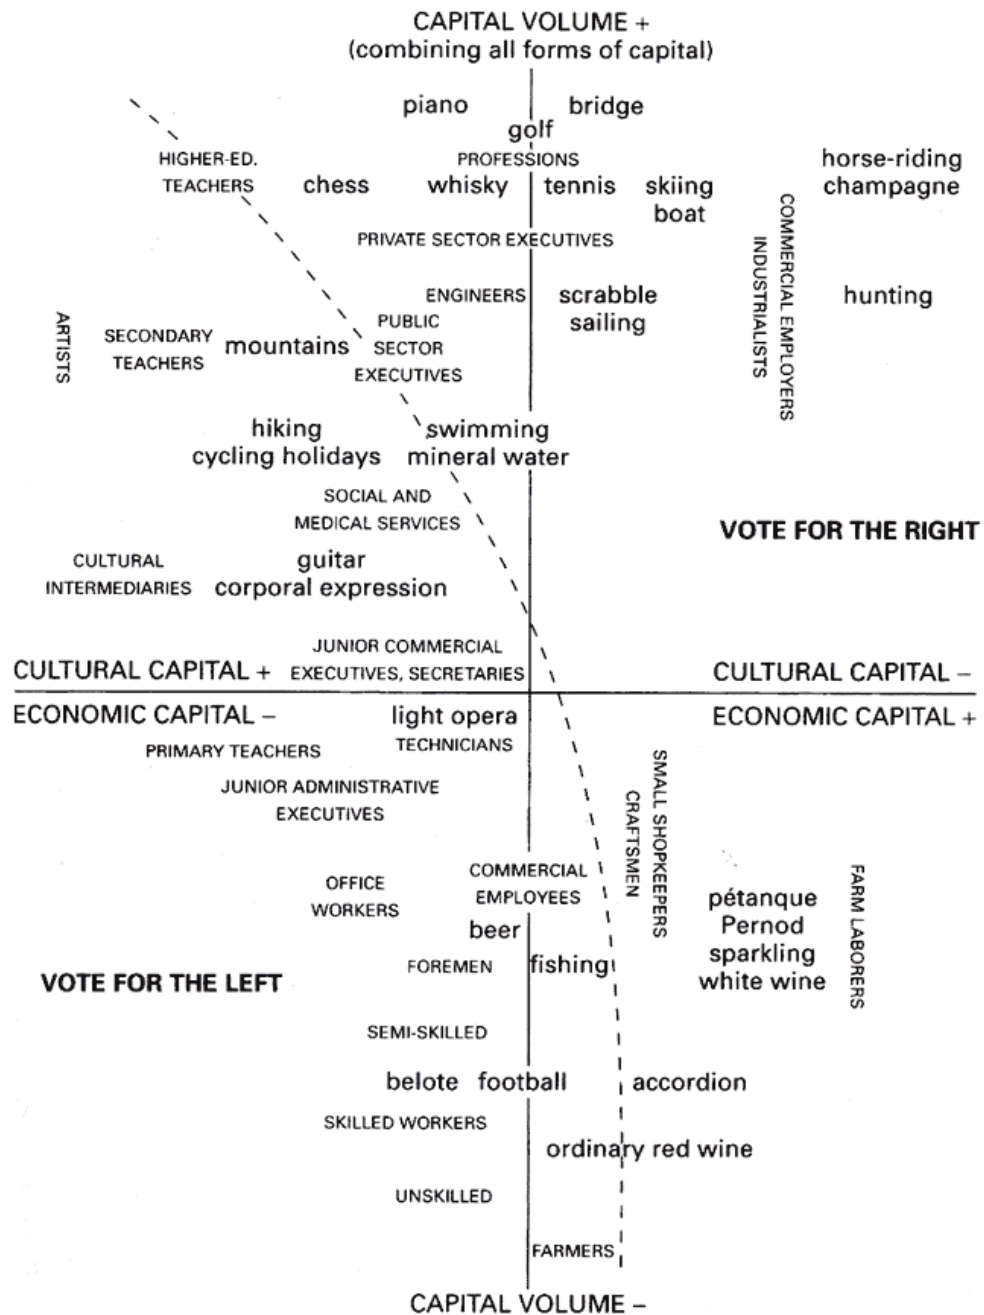 CAPITAL VOLUME +
(combining all forms of capital)
piano
bridge
golf
HIGHER-ED.
TEACHERS
PROFESSIONS
horse-riding
champagne
chess
whisky
tennis
skiing
boat
PRIVATE SECTOR EXECUTIVES
COMMERCIAL EMPLOYERS
INDUSTRIALISTS
ENGINEERS
scrabble
sailing
hunting
ARTISTS
SECONDARY
TEACHERS
mountains
PUBLIC
SECTOR
EXECUTIVES
hiking
cycling holidays
swimming
mineral water
SOCIAL AND
MEDICAL SERVICES
VOTE FOR THE RIGHT
CULTURAL
INTERMEDIARIES
guitar
corporal expression
JUNIOR COMMERCIAL
EXECUTIVES, SECRETARIES
CULTURAL CAPITAL +
CULTURAL CAPITAL –
ECONOMIC CAPITAL –
ECONOMIC CAPITAL +
light opera
TECHNICIANS
PRIMARY TEACHERS
JUNIOR ADMINISTRATIVE
EXECUTIVES
SMALL SHOPKEEPERS
CRAFTSMEN
OFFICE
WORKERS
COMMERCIAL
EMPLOYEES
pétanque
Pernod
sparkling
white wine
FARM LABORERS
beer
FOREMEN
fishing
VOTE FOR THE LEFT
SEMI-SKILLED
belote
football
accordion
SKILLED WORKERS
ordinary red wine
UNSKILLED
FARMERS
CAPITAL VOLUME –